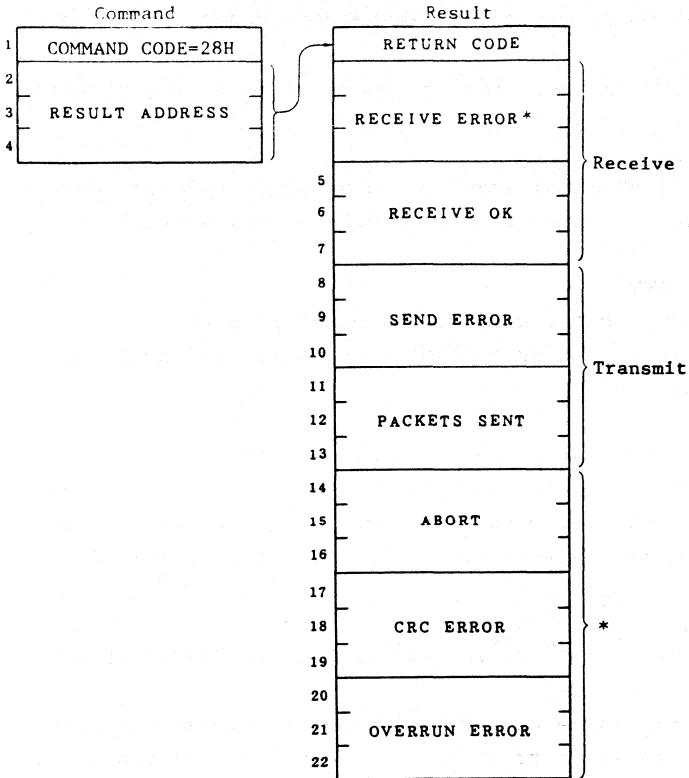 Command
1 COMMAND CODE=28H
2
3 RESULT ADDRESS
4
Result
RETURN CODE
RECEIVE ERROR*
5
6 RECEIVE OK
7
Receive
8
9 SEND ERROR
10
11
12 PACKETS SENT
13
Transmit
14
15 ABORT
16
17
18 CRC ERROR
19
20
21 OVERRUN ERROR
22
*